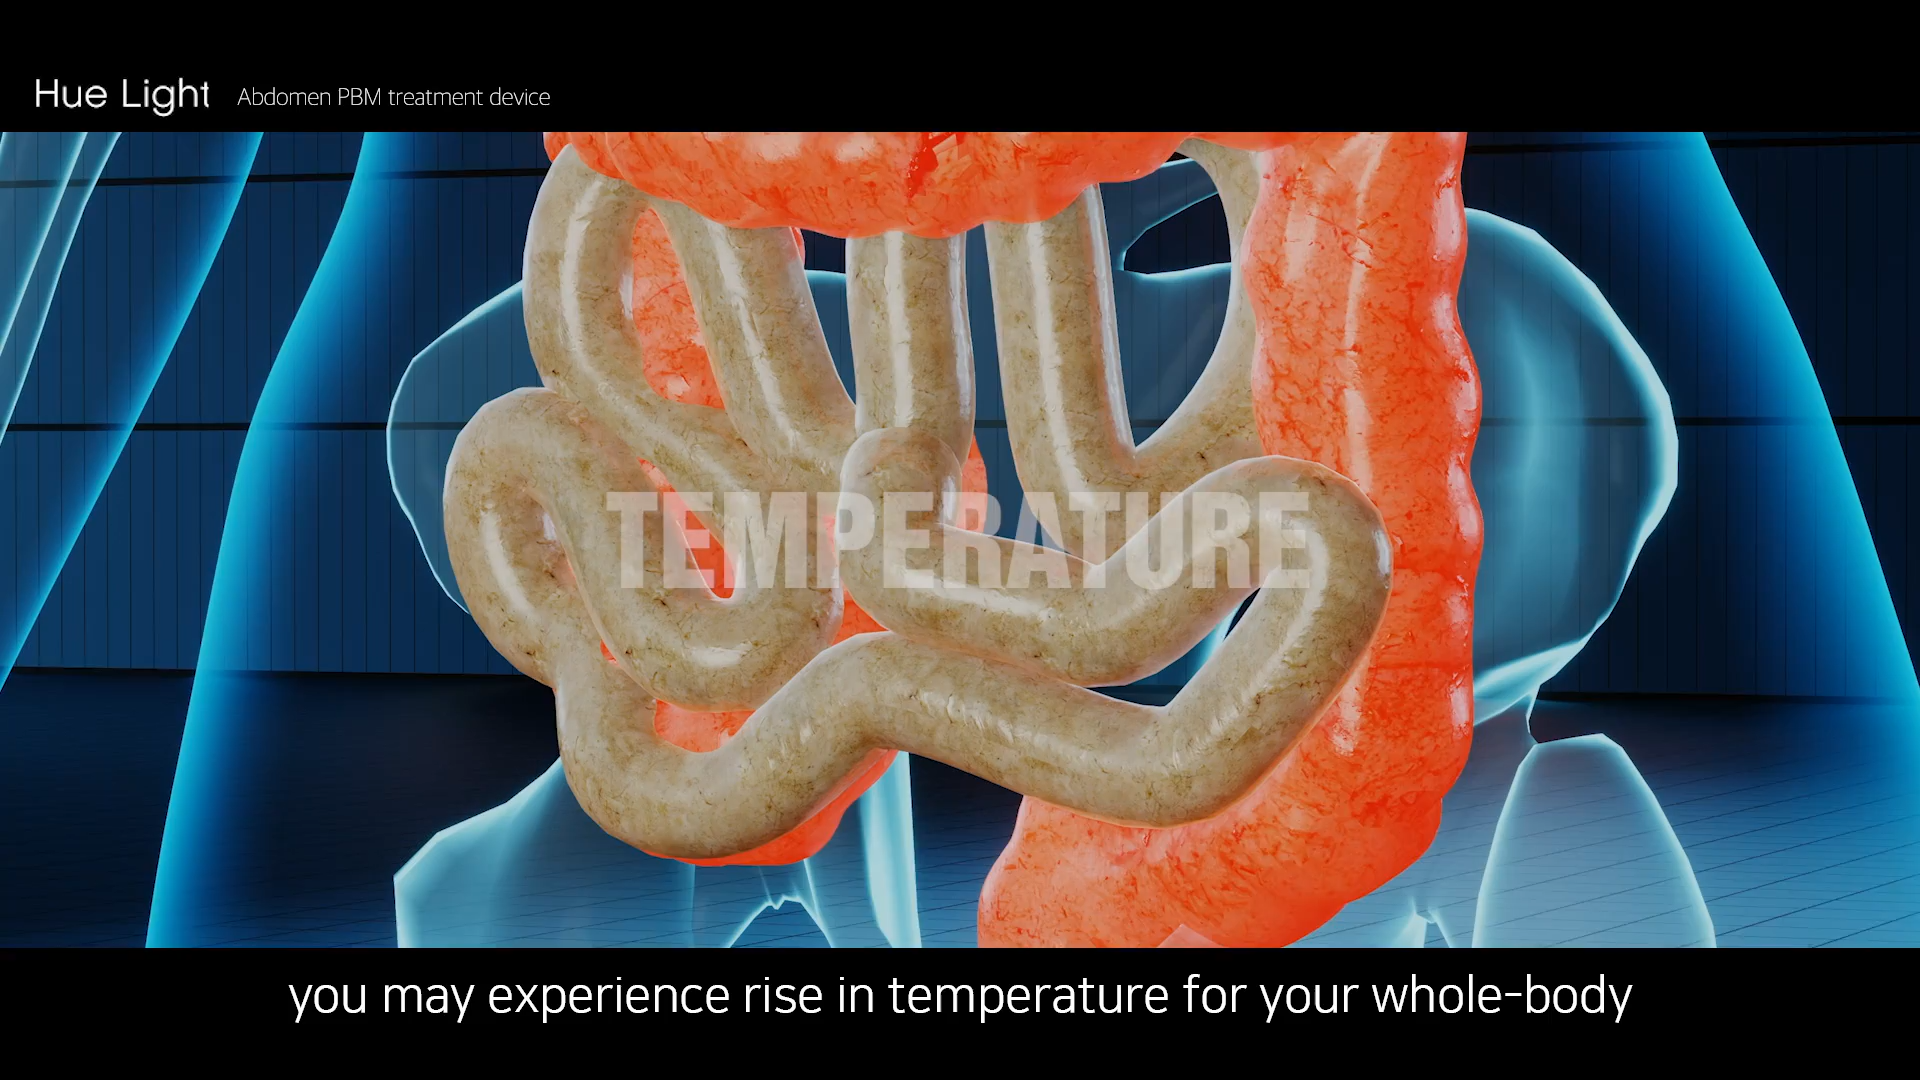 Hue Light Abdomen PBM treatment device
TEMPERATURE
you may experience rise in temperature for your whole-body